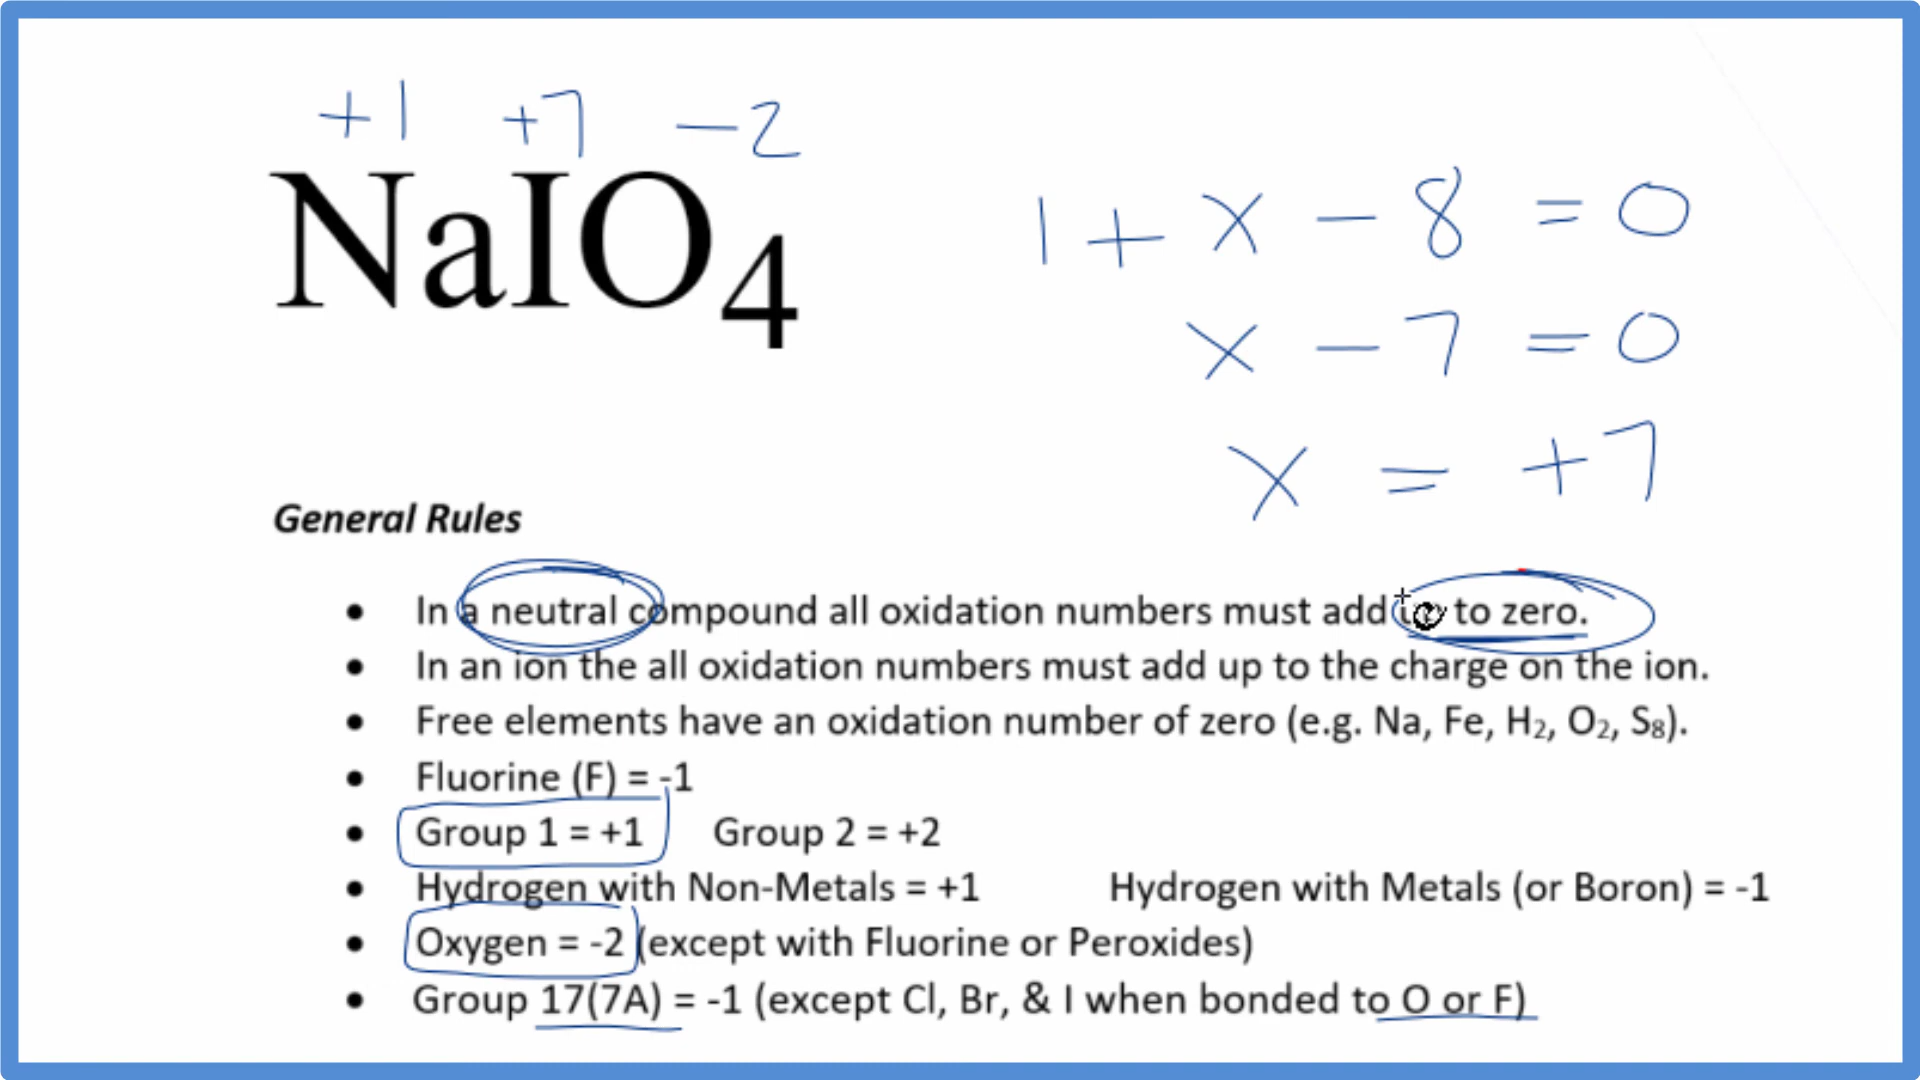 +1 +7 -2
NaIO₄
1 + x - 8 = 0
x - 7 = 0
x = +7
General Rules
• In a neutral compound all oxidation numbers must add to zero.
• In an ion the all oxidation numbers must add up to the charge on the ion.
• Free elements have an oxidation number of zero (e.g. Na, Fe, H₂, O₂, S₈).
• Fluorine (F) = -1
• Group 1 = +1 Group 2 = +2
• Hydrogen with Non-Metals = +1 Hydrogen with Metals (or Boron) = -1
• Oxygen = -2 (except with Fluorine or Peroxides)
• Group 17(7A) = -1 (except Cl, Br, & I when bonded to O or F)